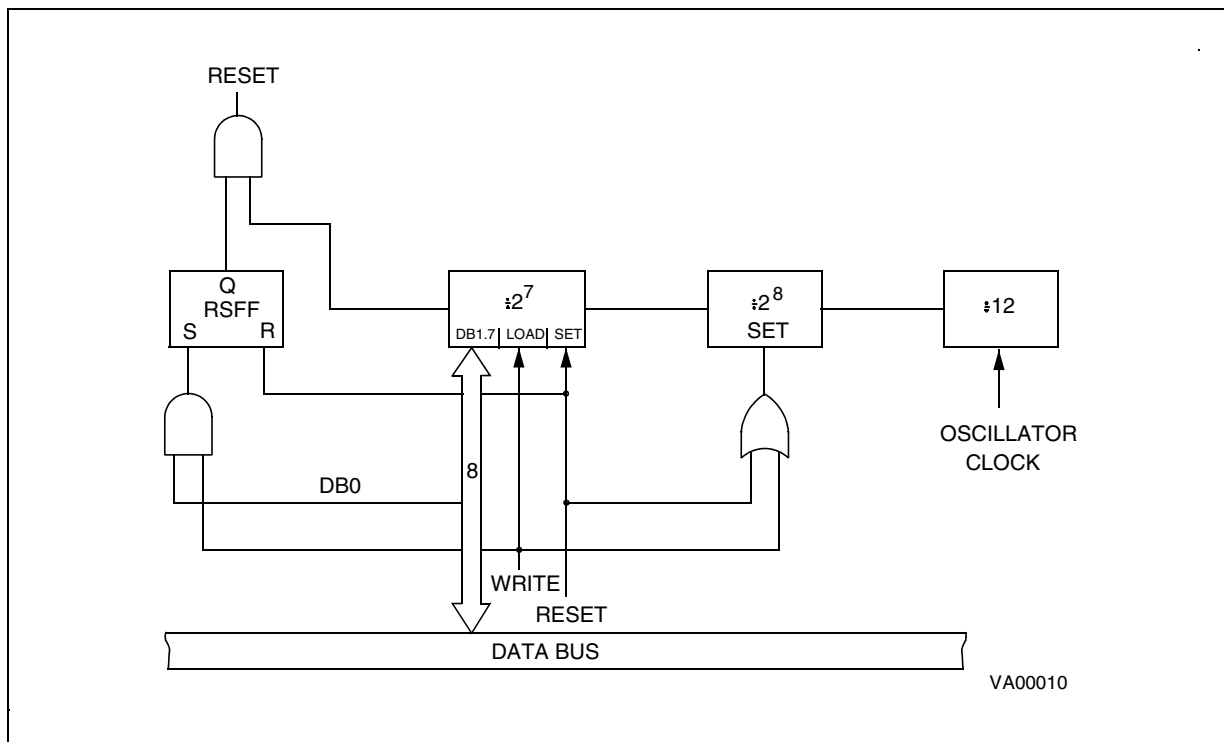 RESET
Q
RSFF
S R
÷2⁷
DB1.7 LOAD SET
÷2⁸
SET
÷12
OSCILLATOR
CLOCK
8
DB0
WRITE
RESET
DATA BUS
VA00010